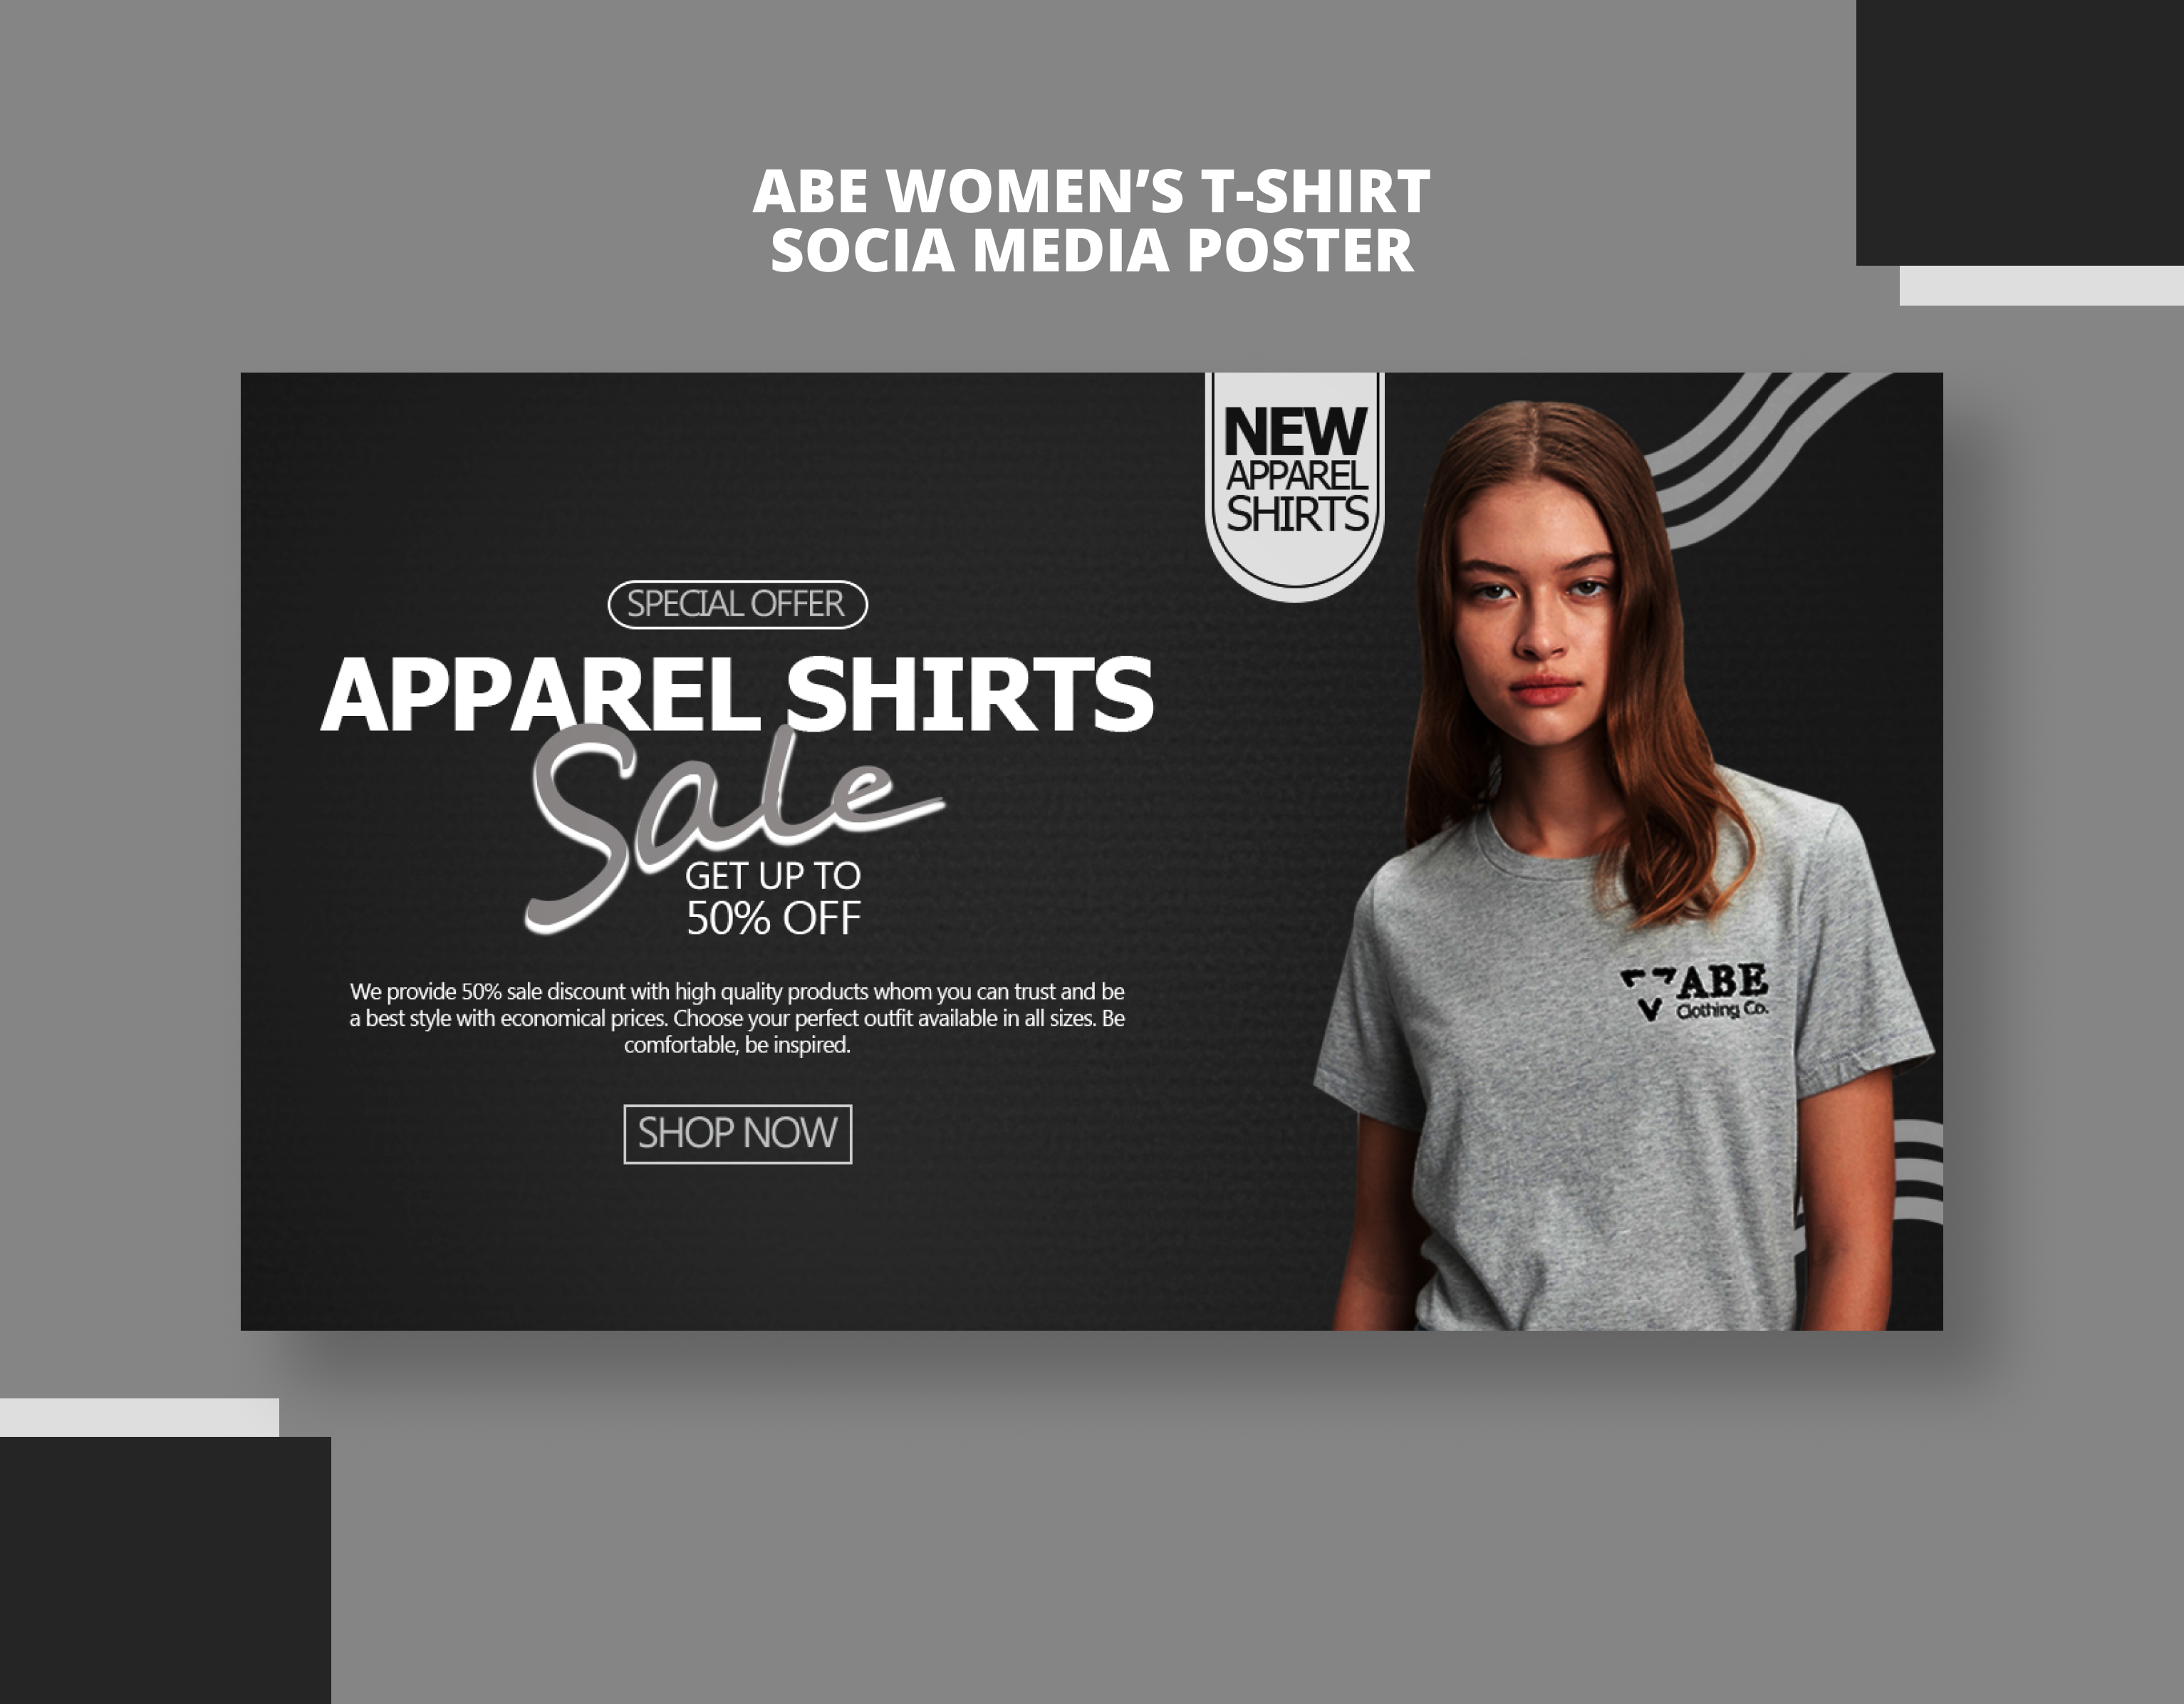 ABE WOMEN’S T-SHIRT
SOCIA MEDIA POSTER
NEW
APPAREL
SHIRTS
SPECIAL OFFER
APPAREL SHIRTS
Sale
GET UP TO
50% OFF
We provide 50% sale discount with high quality products whom you can trust and be
a best style with economical prices. Choose your perfect outfit available in all sizes. Be
comfortable, be inspired.
SHOP NOW
ABE
Clothing Co.